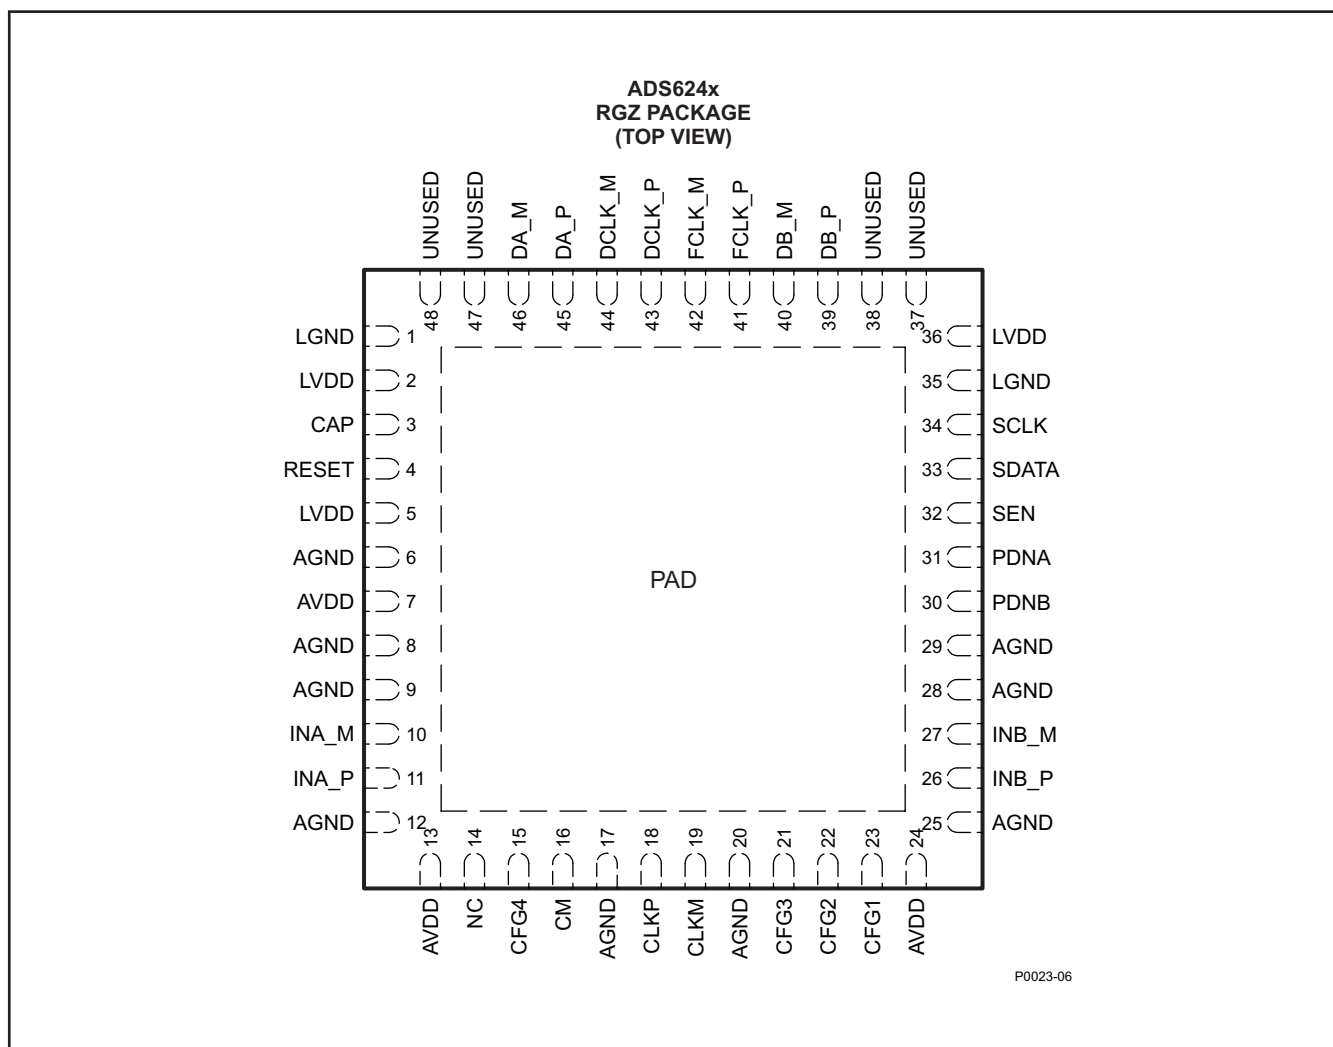 ADS624x
RGZ PACKAGE
(TOP VIEW)
UNUSED
UNUSED
DA_M
DA_P
DCLK_M
DCLK_P
FCLK_M
FCLK_P
DB_M
DB_P
UNUSED
UNUSED
48
47
46
45
44
43
42
41
40
39
38
37
LGND 1
36 LVDD
LVDD 2
35 LGND
CAP 3
34 SCLK
RESET 4
33 SDATA
LVDD 5
32 SEN
AGND 6
31 PDNA
PAD
AVDD 7
30 PDNB
AGND 8
29 AGND
AGND 9
28 AGND
INA_M 10
27 INB_M
INA_P 11
26 INB_P
AGND 12
25 AGND
13
14
15
16
17
18
19
20
21
22
23
24
AVDD
NC
CFG4
CM
AGND
CLKP
CLKM
AGND
CFG3
CFG2
CFG1
AVDD
P0023-06